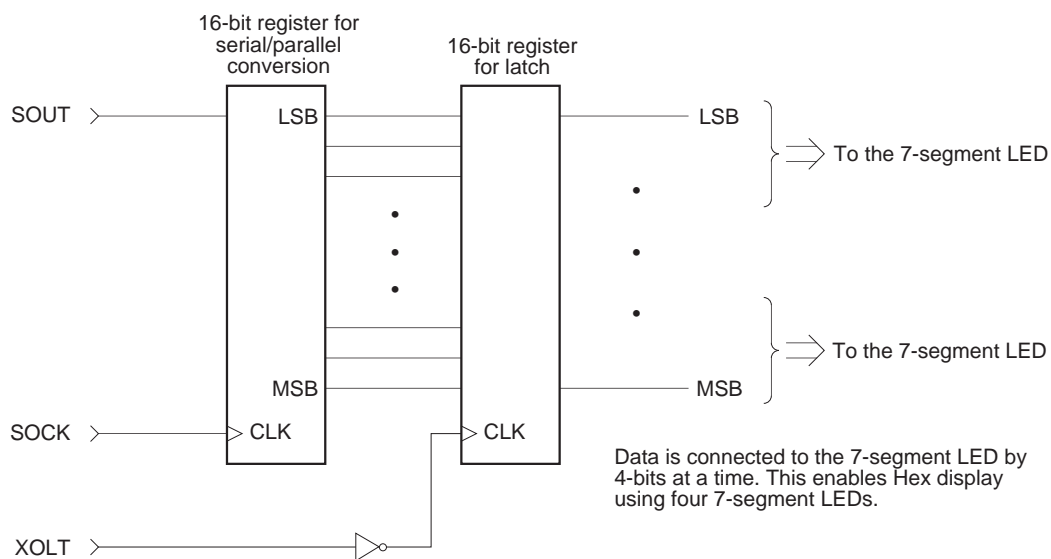 16-bit register for
serial/parallel
conversion
16-bit register
for latch
SOUT
LSB
LSB
To the 7-segment LED
To the 7-segment LED
MSB
MSB
SOCK
CLK
CLK
Data is connected to the 7-segment LED by
4-bits at a time. This enables Hex display
using four 7-segment LEDs.
XOLT